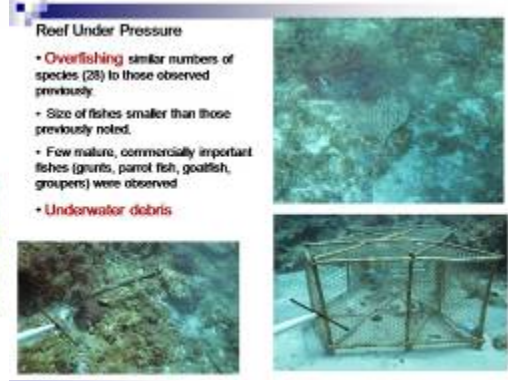 Reef Under Pressure
• Overfishing similar numbers of
species (28) to those observed
previously.
• Size of fishes smaller than those
previously noted.
• Few mature, commercially important
fishes (grunts, parrot fish, goatfish,
groupers) were observed
• Underwater debris